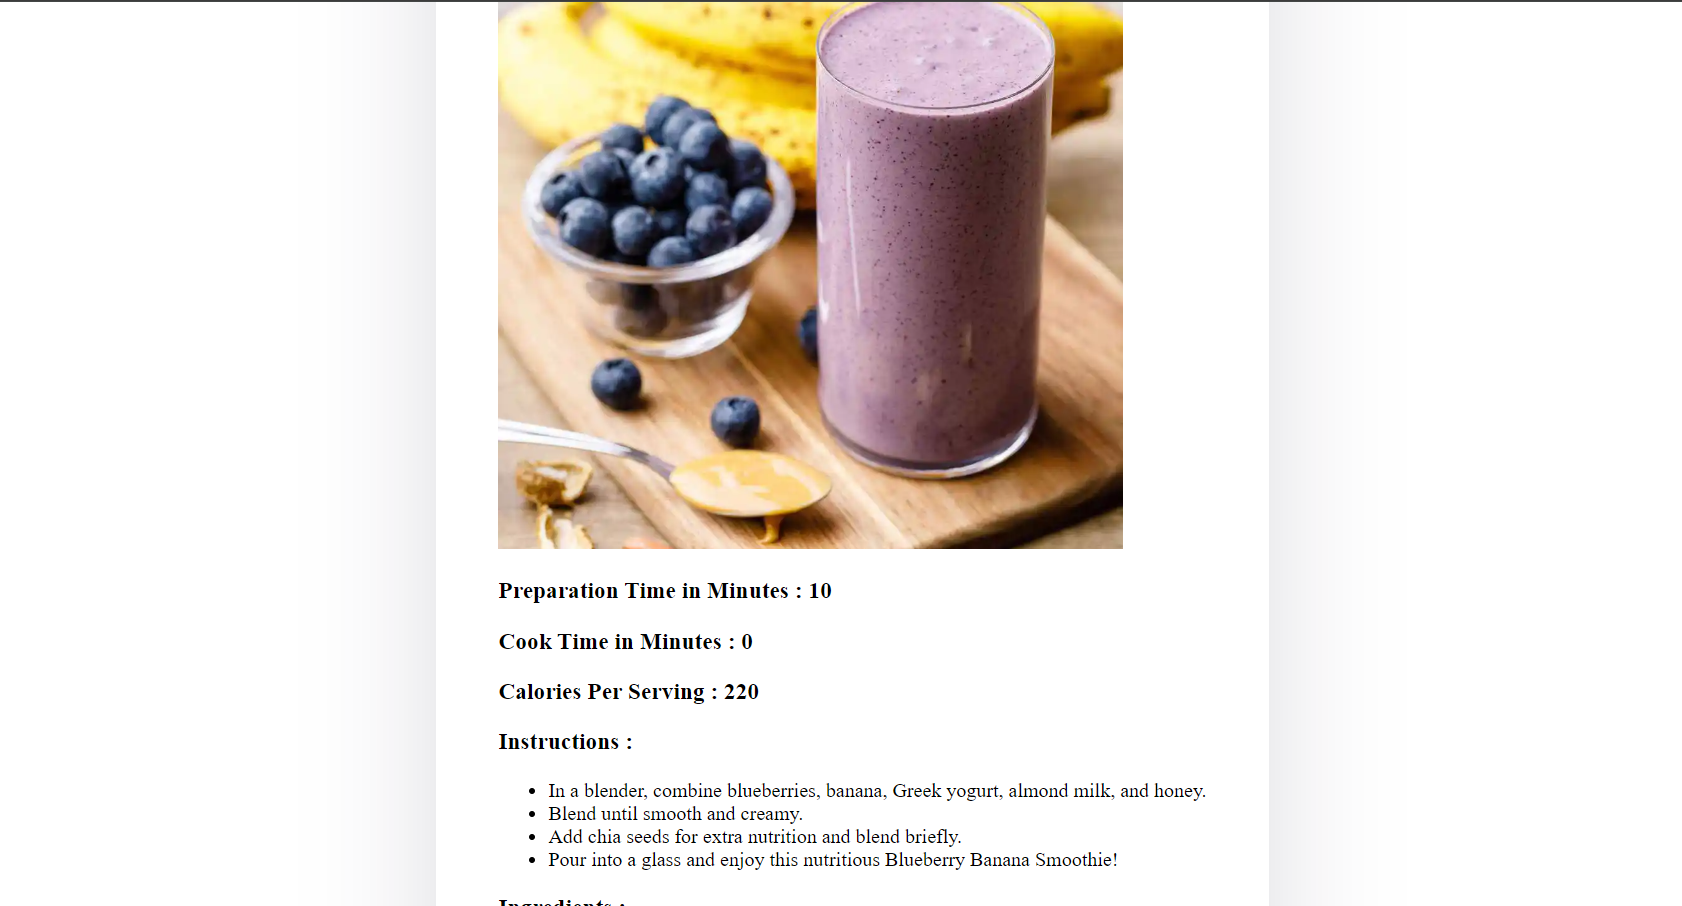 Preparation Time in Minutes : 10
Cook Time in Minutes : 0
Calories Per Serving : 220
Instructions :
In a blender, combine blueberries, banana, Greek yogurt, almond milk, and honey.
Blend until smooth and creamy.
Add chia seeds for extra nutrition and blend briefly.
Pour into a glass and enjoy this nutritious Blueberry Banana Smoothie!
Ingredients :